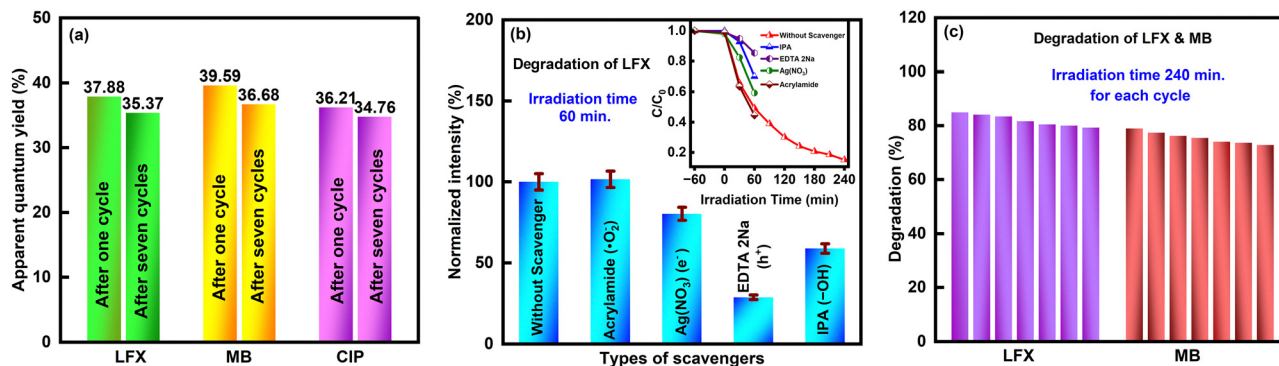 (a)
Apparent quantum yield (%)
50
40
30
20
10
0
37.88
35.37
39.59
36.68
36.21
34.76
After one cycle
After seven cycles
After one cycle
After seven cycles
After one cycle
After seven cycles
LFX
MB
CIP
(b)
Normalized intensity (%)
200
150
100
50
0
Degradation of LFX
Irradiation time
60 min.
Without Scavenger
Acrylamide (•O₂⁻)
Ag(NO₃) (e⁻)
EDTA 2Na
(h⁺)
IPA (−OH)
Types of scavengers
C/C₀
1.0
0.8
0.6
0.4
0.2
−60
0
60
120
180
240
Irradiation Time (min)
Without Scavenger
IPA
EDTA 2Na
Ag(NO₃)
Acrylamide
(c)
Degradation (%)
120
100
80
60
40
20
0
Degradation of LFX & MB
Irradiation time 240 min.
for each cycle
LFX
MB